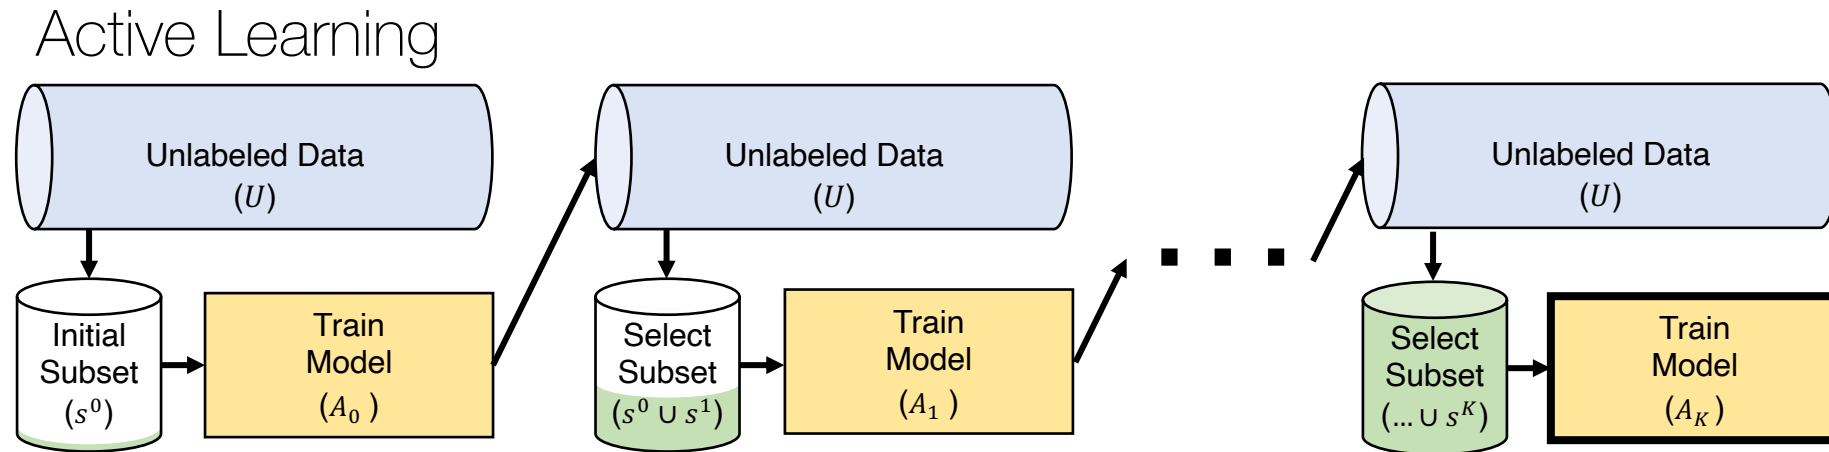 Active Learning
Unlabeled Data
(U)
Unlabeled Data
(U)
Unlabeled Data
(U)
Initial
Subset
(s⁰)
Train
Model
(A₀ )
Select
Subset
(s⁰ ∪ s¹)
Train
Model
(A₁ )
Select
Subset
(... ∪ sᴷ)
Train
Model
(A_K )